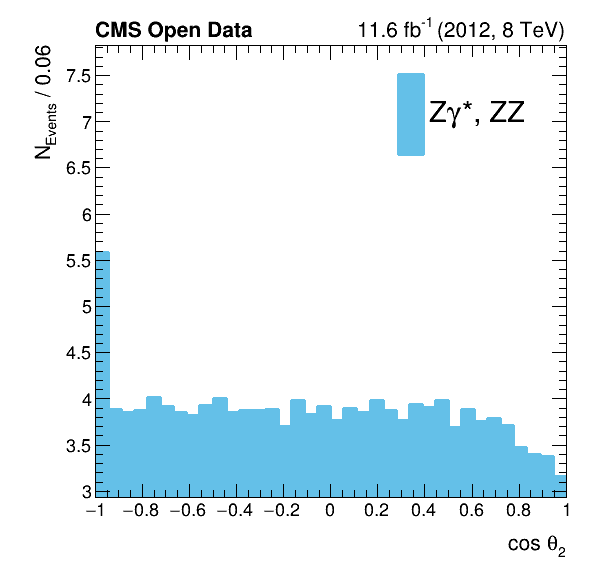 CMS Open Data 11.6 fb⁻¹ (2012, 8 TeV)
N_Events / 0.06
Zγ*, ZZ
7.5
7
6.5
6
5.5
5
4.5
4
3.5
3
−1 −0.8 −0.6 −0.4 −0.2 0 0.2 0.4 0.6 0.8 1
cos θ₂